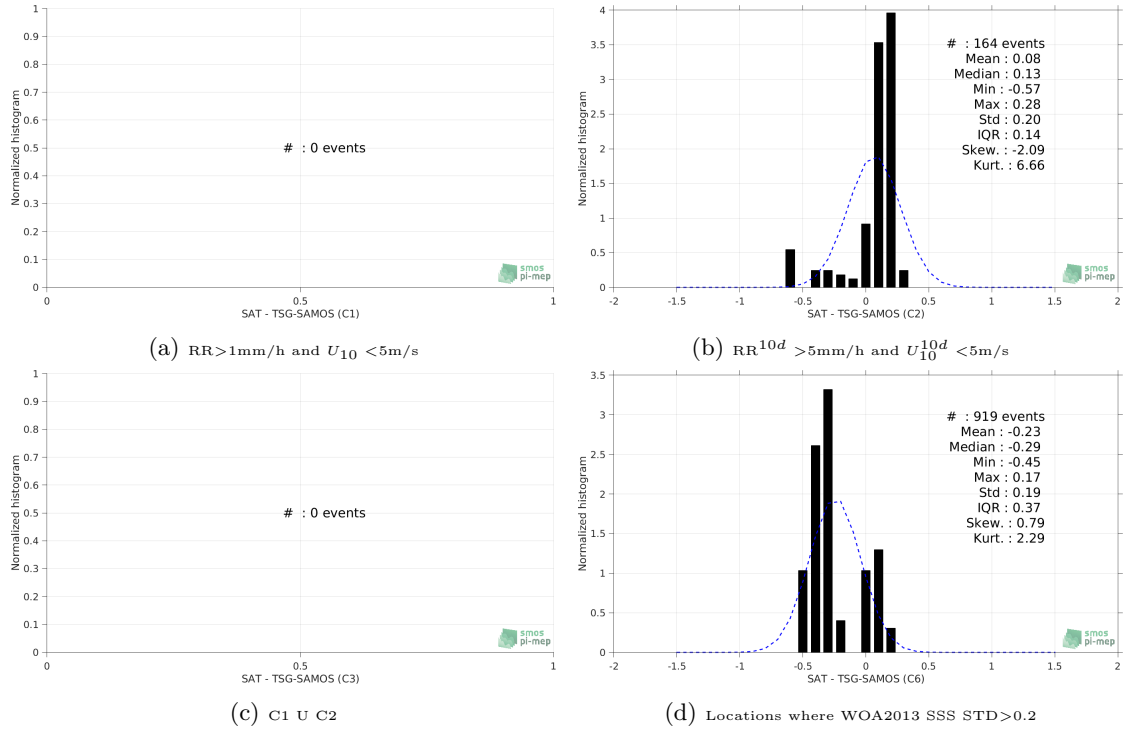 1
0.9
0.8
0.7
0.6
0.5
0.4
0.3
0.2
0.1
0
Normalized histogram
# : 0 events
smos
pi-mep
0 0.5 1
SAT - TSG-SAMOS (C1)
(a) RR>1mm/h and U10 <5m/s
4
3.5
3
2.5
2
1.5
1
0.5
0
Normalized histogram
# : 164 events
Mean : 0.08
Median : 0.13
Min : -0.57
Max : 0.28
Std : 0.20
IQR : 0.14
Skew. : -2.09
Kurt. : 6.66
smos
pi-mep
-2 -1.5 -1 -0.5 0 0.5 1 1.5 2
SAT - TSG-SAMOS (C2)
(b) RR10d >5mm/h and U10d10 <5m/s
1
0.9
0.8
0.7
0.6
0.5
0.4
0.3
0.2
0.1
0
Normalized histogram
# : 0 events
smos
pi-mep
0 0.5 1
SAT - TSG-SAMOS (C3)
(c) C1 U C2
3.5
3
2.5
2
1.5
1
0.5
0
Normalized histogram
# : 919 events
Mean : -0.23
Median : -0.29
Min : -0.45
Max : 0.17
Std : 0.19
IQR : 0.37
Skew. : 0.79
Kurt. : 2.29
smos
pi-mep
-2 -1.5 -1 -0.5 0 0.5 1 1.5 2
SAT - TSG-SAMOS (C6)
(d) Locations where WOA2013 SSS STD>0.2